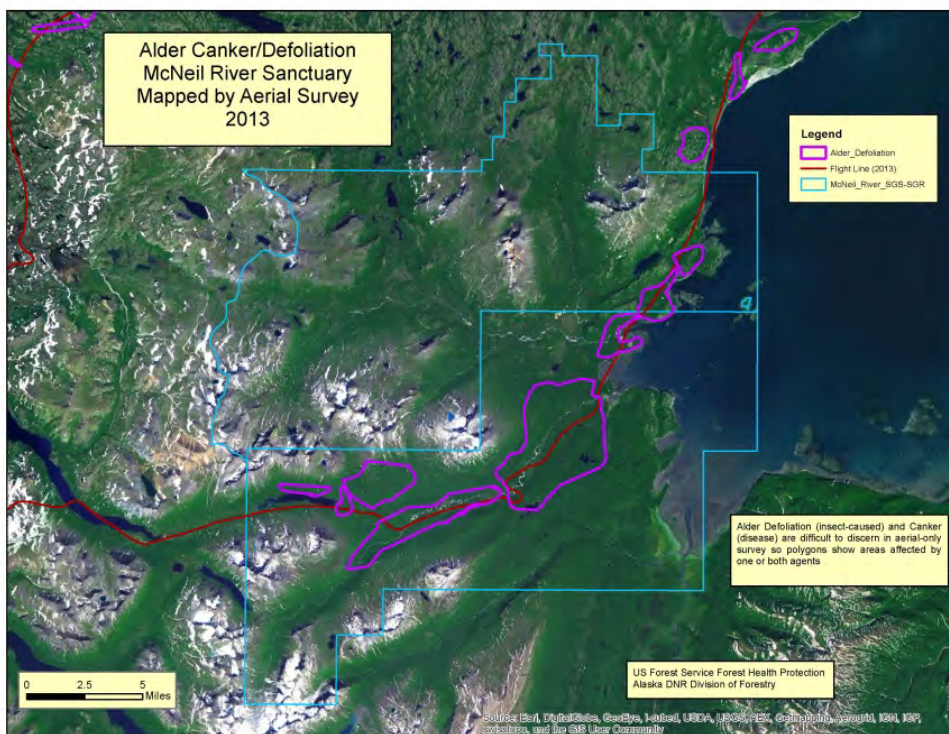 Alder Canker/Defoliation
McNeil River Sanctuary
Mapped by Aerial Survey
2013
Legend
Alder_Defoliation
Flight Line (2013)
McNeil_River_SGS-SGR
Alder Defoliation (insect-caused) and Canker
(disease) are difficult to discern in aerial-only
survey so polygons show areas affected by
one or both agents
0 2.5 5
Miles
US Forest Service Forest Health Protection
Alaska DNR Division of Forestry
Source: Esri, DigitalGlobe, GeoEye, i-cubed, USDA, USGS, AEX, Getmapping, Aerogrid, IGN, IGP,
swisstopo, and the GIS User Community